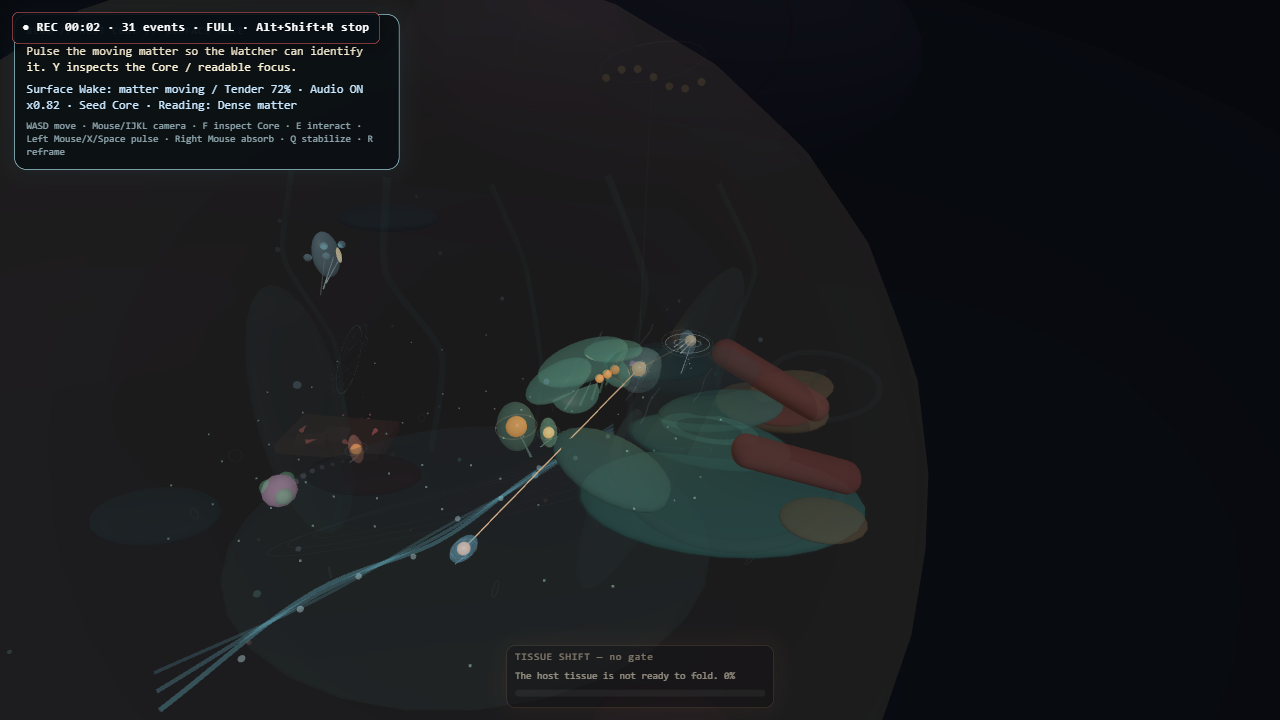 ● REC 00:02 · 31 events · FULL · Alt+Shift+R stop
Pulse the moving matter so the Watcher can identify
it. Y inspects the Core / readable focus.
Surface Wake: matter moving / Tender 72% · Audio ON
x0.82 · Seed Core · Reading: Dense matter
WASD move · Mouse/IJKL camera · F inspect Core · E interact ·
Left Mouse/X/Space pulse · Right Mouse absorb · Q stabilize · R
reframe
TISSUE SHIFT — no gate
The host tissue is not ready to fold. 0%